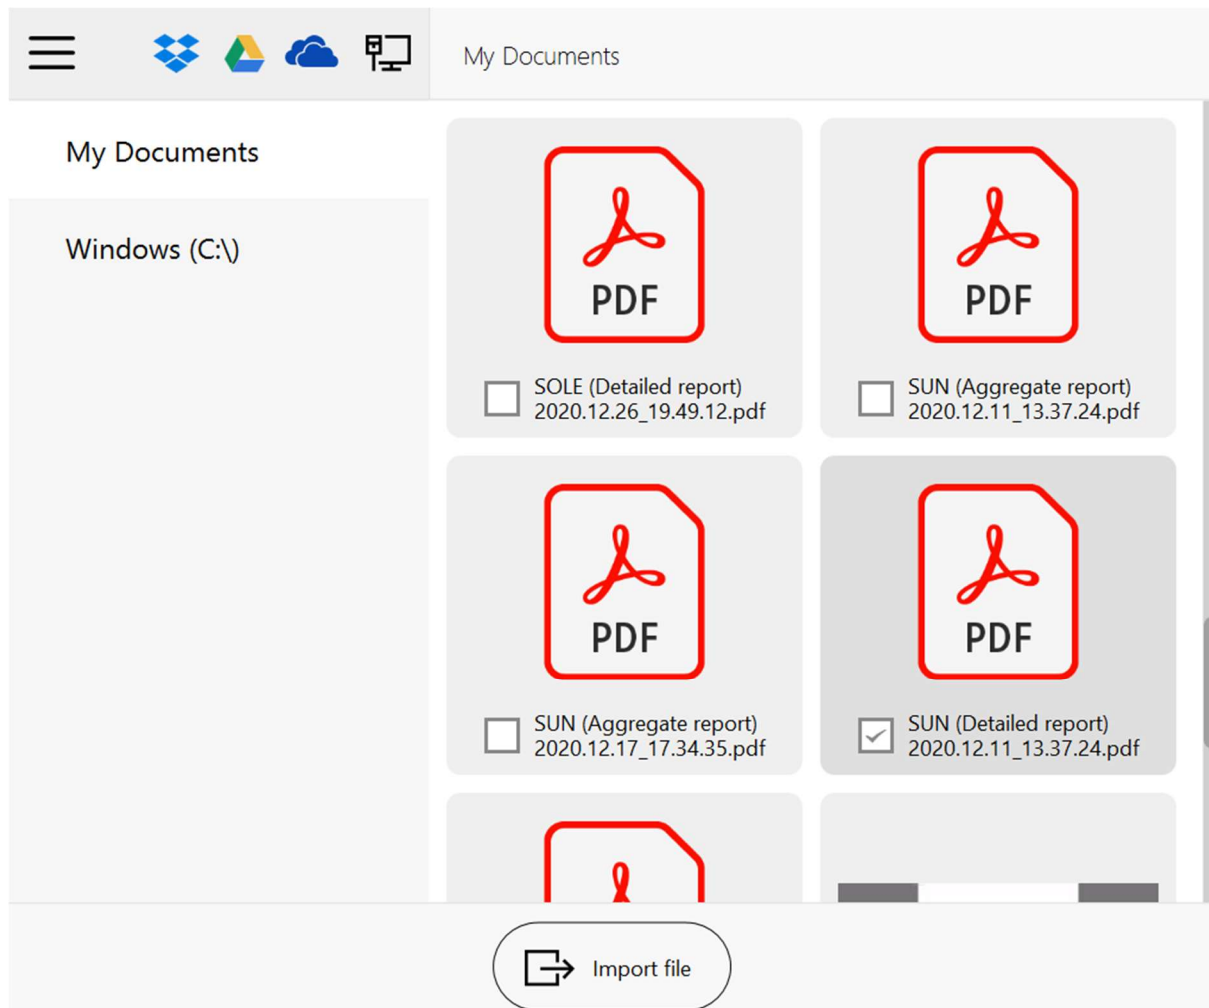 My Documents
My Documents
Windows (C:\)
PDF
SOLE (Detailed report)
2020.12.26_19.49.12.pdf
PDF
SUN (Aggregate report)
2020.12.11_13.37.24.pdf
PDF
SUN (Aggregate report)
2020.12.17_17.34.35.pdf
PDF
SUN (Detailed report)
2020.12.11_13.37.24.pdf
Import file